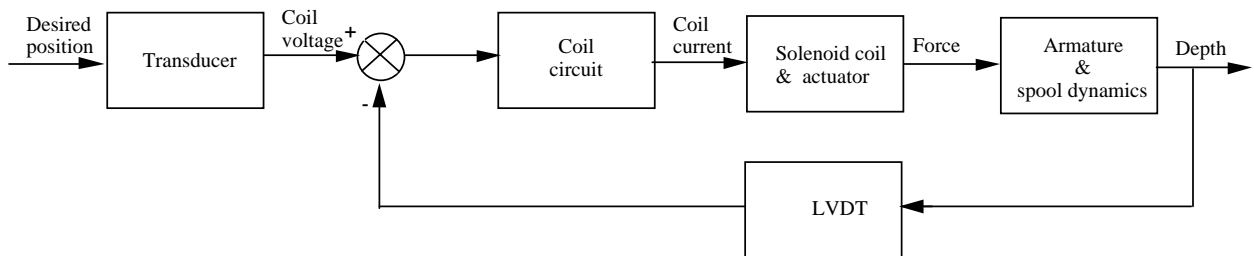 Desired
position
Transducer
Coil
voltage
+
-
Coil
circuit
Coil
current
Solenoid coil
& actuator
Force
Armature
&
spool dynamics
Depth
LVDT